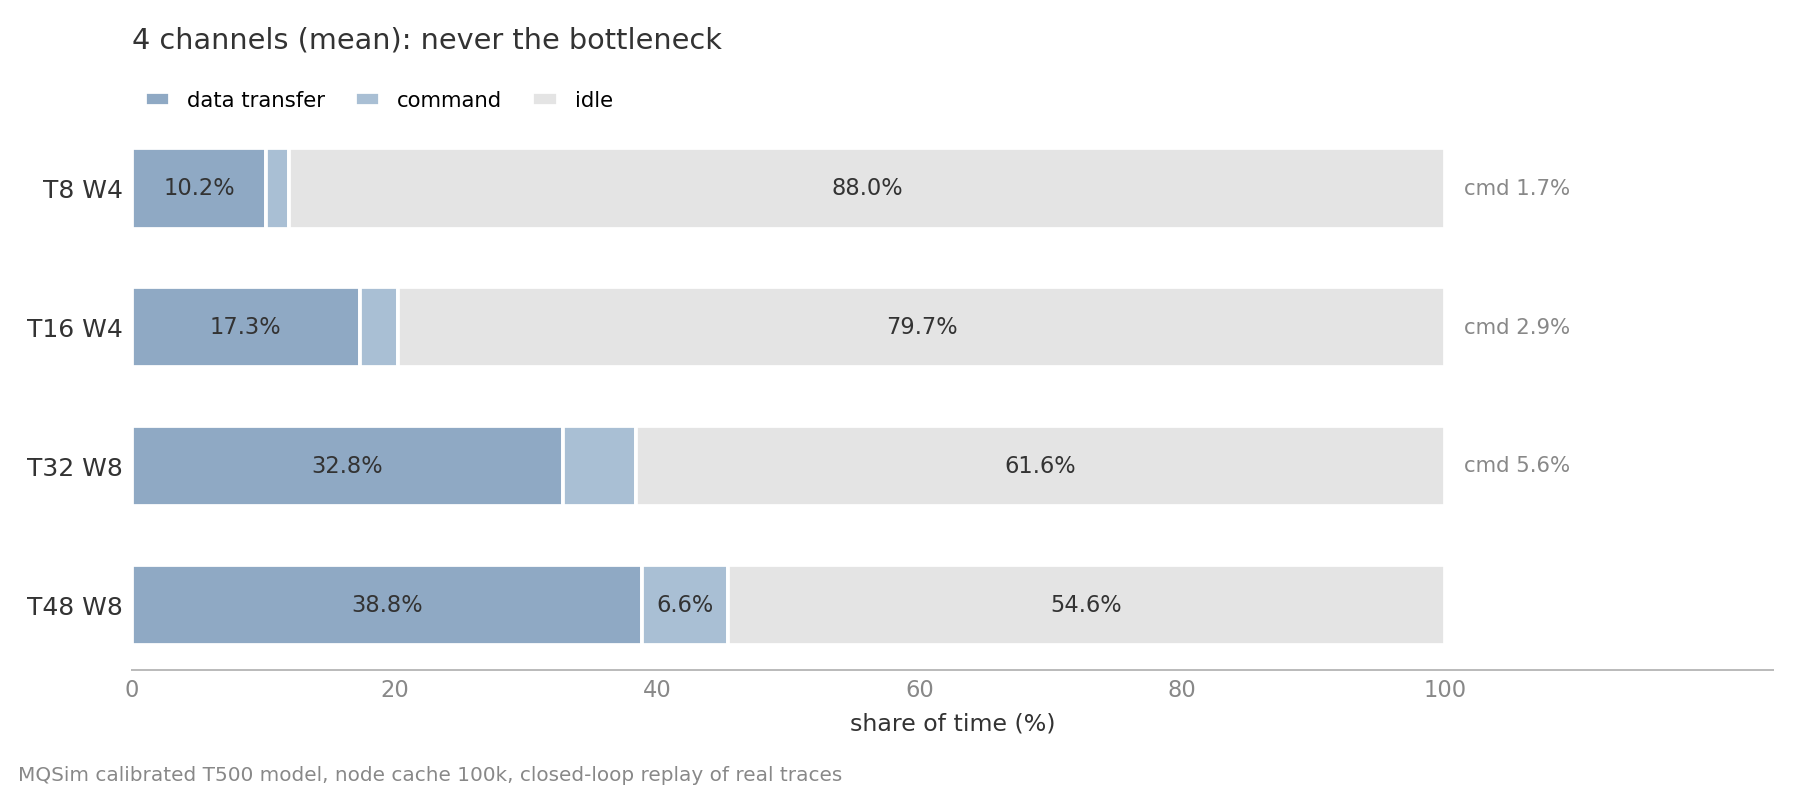 4 channels (mean): never the bottleneck
data transfer command idle
T8 W4 10.2% 88.0% cmd 1.7%
T16 W4 17.3% 79.7% cmd 2.9%
T32 W8 32.8% 61.6% cmd 5.6%
T48 W8 38.8% 6.6% 54.6%
0 20 40 60 80 100
share of time (%)
MQSim calibrated T500 model, node cache 100k, closed-loop replay of real traces